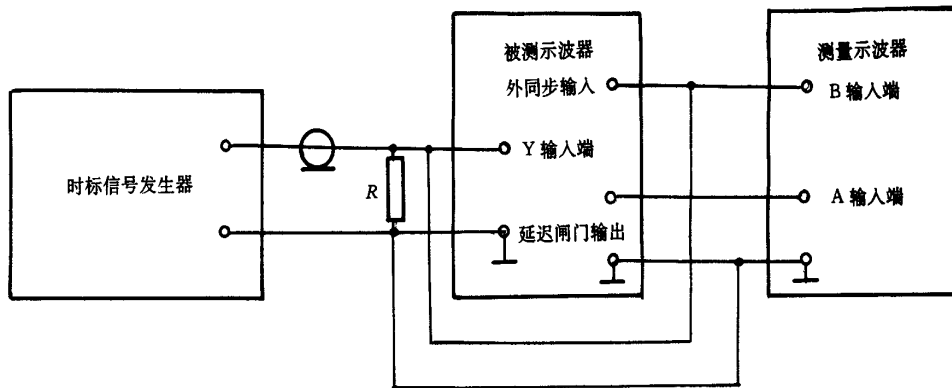 时标信号发生器
R
被测示波器
外同步输入
Y 输入端
延迟闸门输出
测量示波器
B 输入端
A 输入端